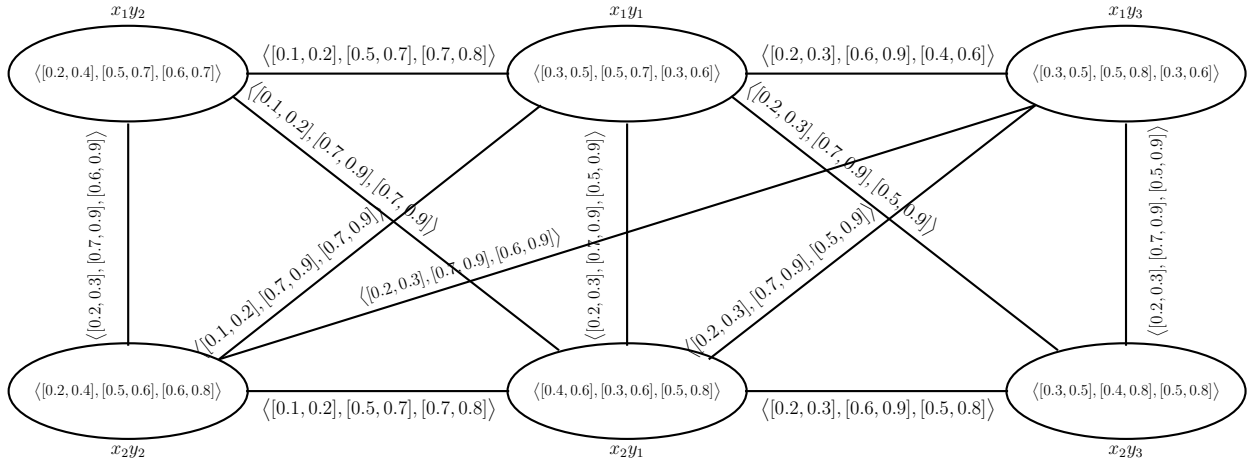 x₁y₂
x₁y₁
x₁y₃
⟨[0.2, 0.4], [0.5, 0.7], [0.6, 0.7]⟩
⟨[0.1, 0.2], [0.5, 0.7], [0.7, 0.8]⟩
⟨[0.3, 0.5], [0.5, 0.7], [0.3, 0.6]⟩
⟨[0.2, 0.3], [0.6, 0.9], [0.4, 0.6]⟩
⟨[0.3, 0.5], [0.5, 0.8], [0.3, 0.6]⟩
⟨[0.2, 0.3], [0.7, 0.9], [0.6, 0.9]⟩
⟨[0.1, 0.2], [0.7, 0.9], [0.7, 0.9]⟩
⟨[0.1, 0.2], [0.7, 0.9], [0.7, 0.9]⟩
⟨[0.2, 0.3], [0.7, 0.9], [0.6, 0.9]⟩
⟨[0.2, 0.3], [0.7, 0.9], [0.5, 0.9]⟩
⟨[0.2, 0.3], [0.7, 0.9], [0.5, 0.9]⟩
⟨[0.2, 0.3], [0.7, 0.9], [0.5, 0.9]⟩
⟨[0.2, 0.3], [0.7, 0.9], [0.5, 0.9]⟩
⟨[0.2, 0.4], [0.5, 0.6], [0.6, 0.8]⟩
⟨[0.1, 0.2], [0.5, 0.7], [0.7, 0.8]⟩
⟨[0.4, 0.6], [0.3, 0.6], [0.5, 0.8]⟩
⟨[0.2, 0.3], [0.6, 0.9], [0.5, 0.8]⟩
⟨[0.3, 0.5], [0.4, 0.8], [0.5, 0.8]⟩
x₂y₂
x₂y₁
x₂y₃